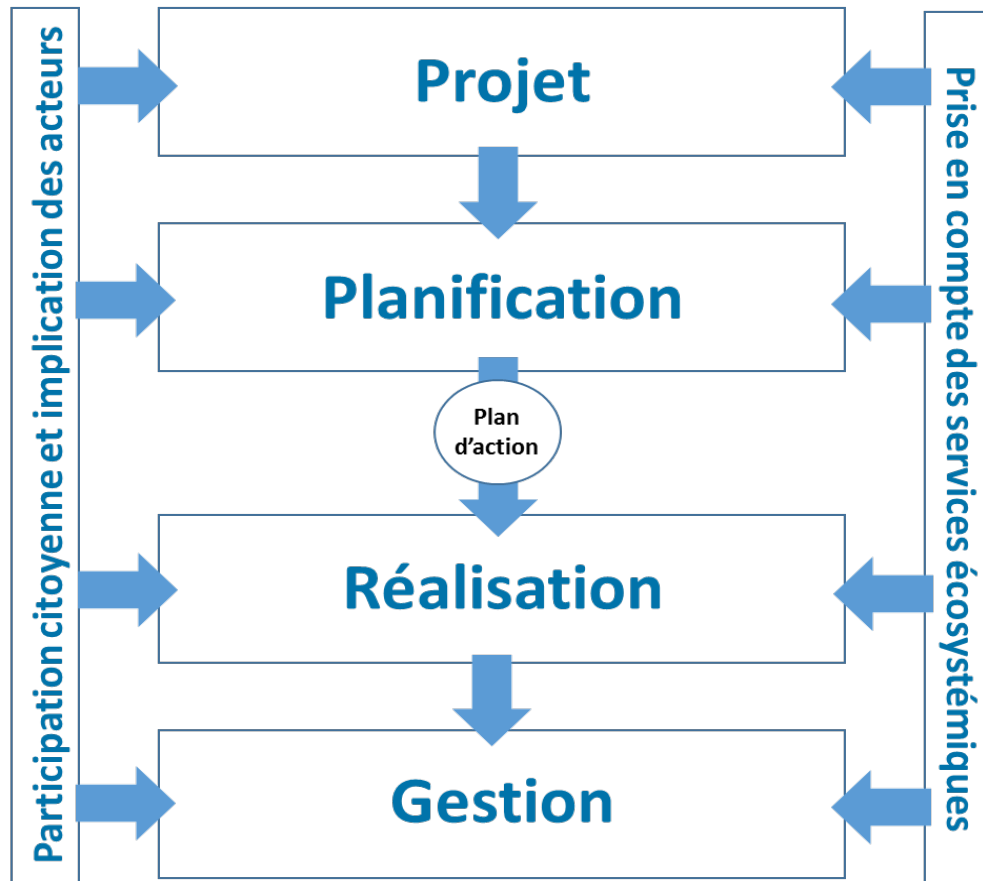 Participation citoyenne et implication des acteurs
Projet
Planification
Plan
d’action
Réalisation
Gestion
Prise en compte des services écosystémiques